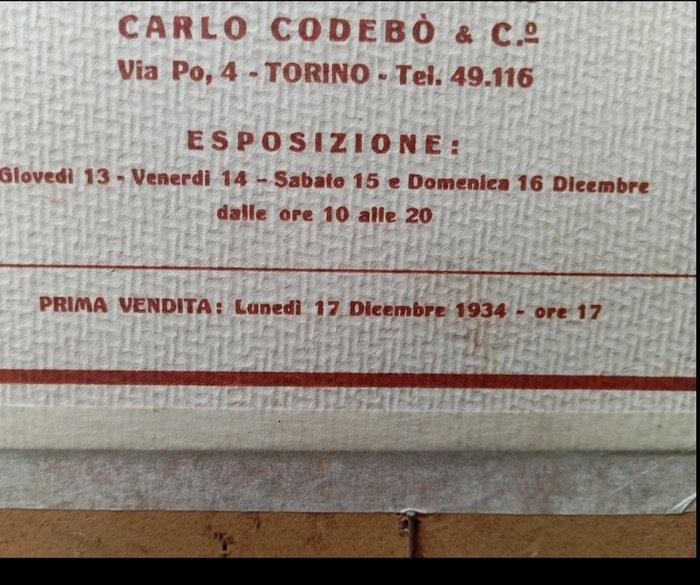 CARLO CODEBÒ & C.º
Via Po, 4 - TORINO - Tel. 49.116
ESPOSIZIONE:
Giovedì 13 - Venerdì 14 - Sabato 15 e Domenica 16 Dicembre
dalle ore 10 alle 20
PRIMA VENDITA: Lunedì 17 Dicembre 1934 - ore 17